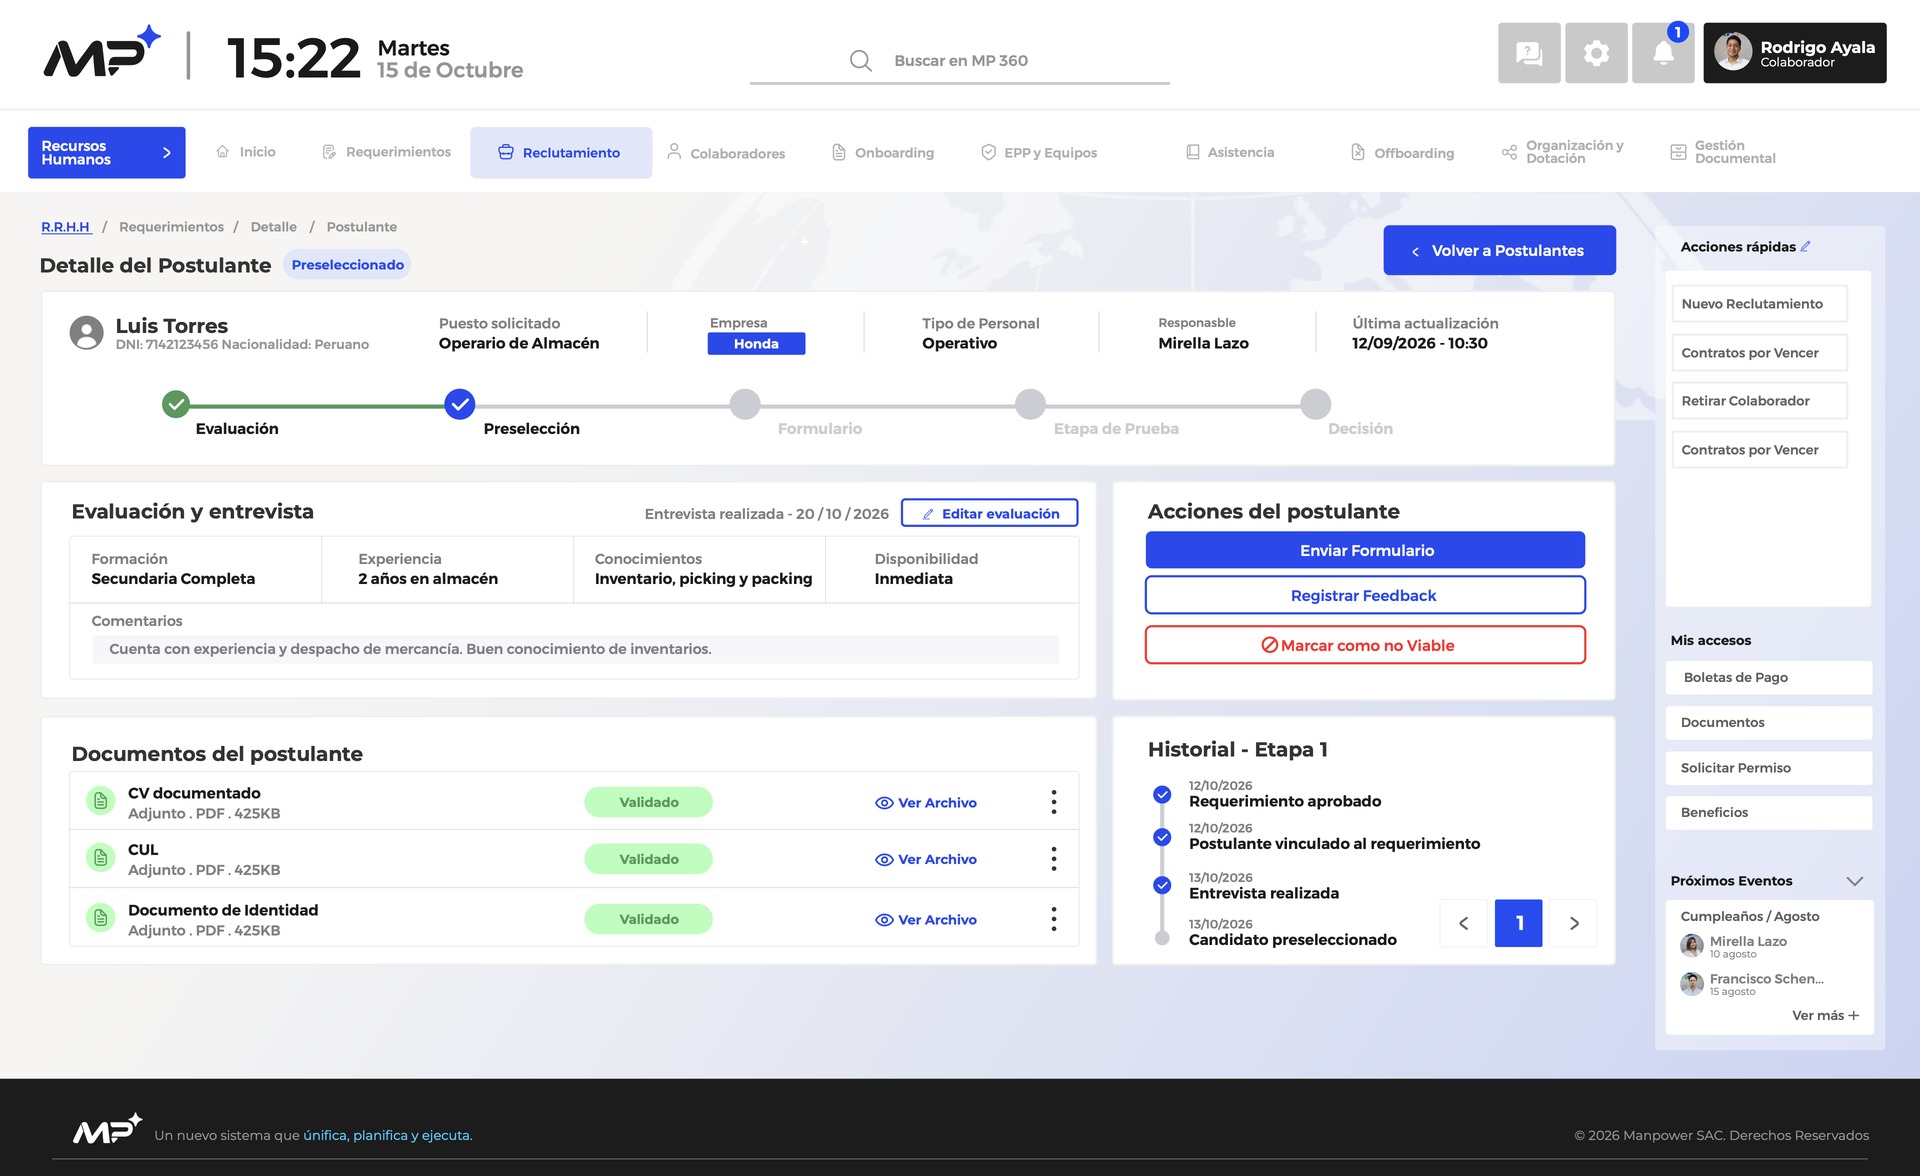 MP
15:22
Martes
15 de Octubre
Buscar en MP 360
1
Rodrigo Ayala
Colaborador
Recursos
Humanos
Inicio
Requerimientos
Reclutamiento
Colaboradores
Onboarding
EPP y Equipos
Asistencia
Offboarding
Organización y
Dotación
Gestión
Documental
R.R.H.H / Requerimientos / Detalle / Postulante
Detalle del Postulante
Preseleccionado
< Volver a Postulantes
Luis Torres
DNI: 7142123456 Nacionalidad: Peruano
Puesto solicitado
Operario de Almacén
Empresa
Honda
Tipo de Personal
Operativo
Responasble
Mirella Lazo
Última actualización
12/09/2026 - 10:30
Evaluación
Preselección
Formulario
Etapa de Prueba
Decisión
Evaluación y entrevista
Entrevista realizada - 20 / 10 / 2026
Editar evaluación
Formación
Secundaria Completa
Experiencia
2 años en almacén
Conocimientos
Inventario, picking y packing
Disponibilidad
Inmediata
Comentarios
Cuenta con experiencia y despacho de mercancía. Buen conocimiento de inventarios.
Acciones del postulante
Enviar Formulario
Registrar Feedback
Marcar como no Viable
Documentos del postulante
CV documentado
Adjunto . PDF . 425KB
Validado
Ver Archivo
CUL
Adjunto . PDF . 425KB
Validado
Ver Archivo
Documento de Identidad
Adjunto . PDF . 425KB
Validado
Ver Archivo
Historial - Etapa 1
12/10/2026
Requerimiento aprobado
12/10/2026
Postulante vinculado al requerimiento
13/10/2026
Entrevista realizada
13/10/2026
Candidato preseleccionado
< 1 >
Acciones rápidas
Nuevo Reclutamiento
Contratos por Vencer
Retirar Colaborador
Contratos por Vencer
Mis accesos
Boletas de Pago
Documentos
Solicitar Permiso
Beneficios
Próximos Eventos
Cumpleaños / Agosto
Mirella Lazo
10 agosto
Francisco Schen...
15 agosto
Ver más +
MP
Un nuevo sistema que únifica, planifica y ejecuta.
© 2026 Manpower SAC. Derechos Reservados